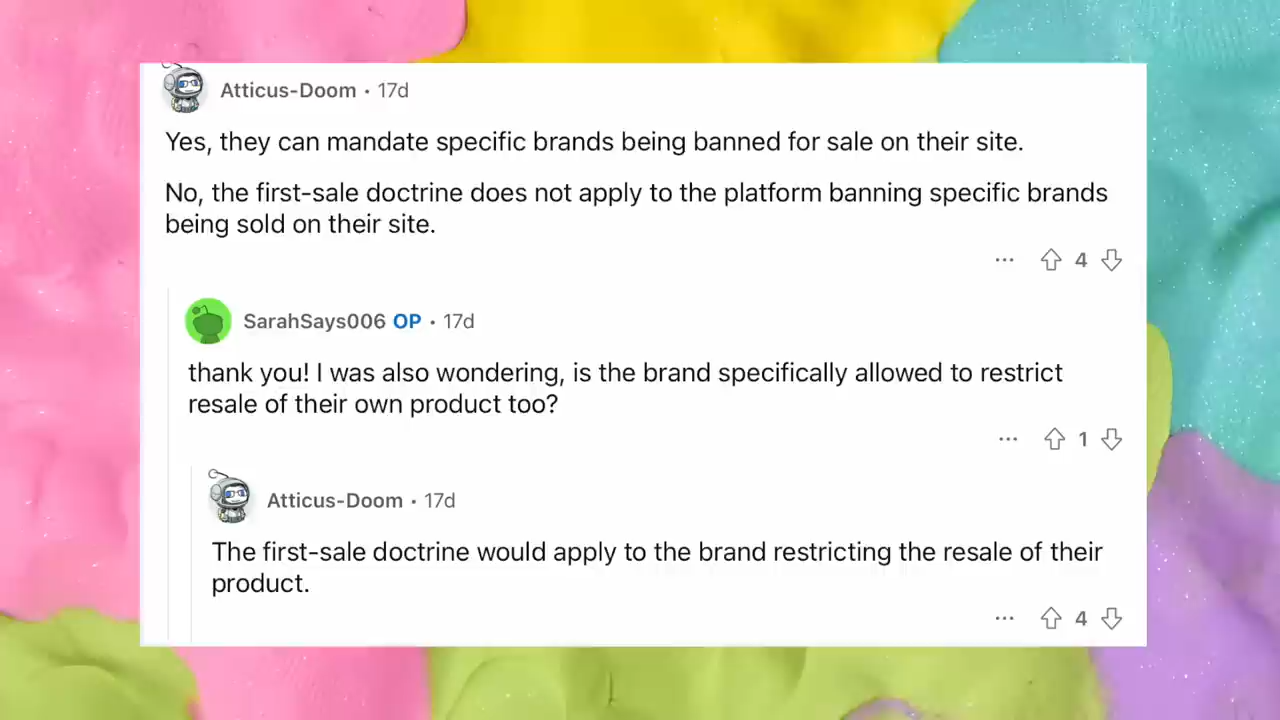 Atticus-Doom · 17d
Yes, they can mandate specific brands being banned for sale on their site.
No, the first-sale doctrine does not apply to the platform banning specific brands
being sold on their site.
... 4
SarahSays006 OP · 17d
thank you! I was also wondering, is the brand specifically allowed to restrict
resale of their own product too?
... 1
Atticus-Doom · 17d
The first-sale doctrine would apply to the brand restricting the resale of their
product.
... 4